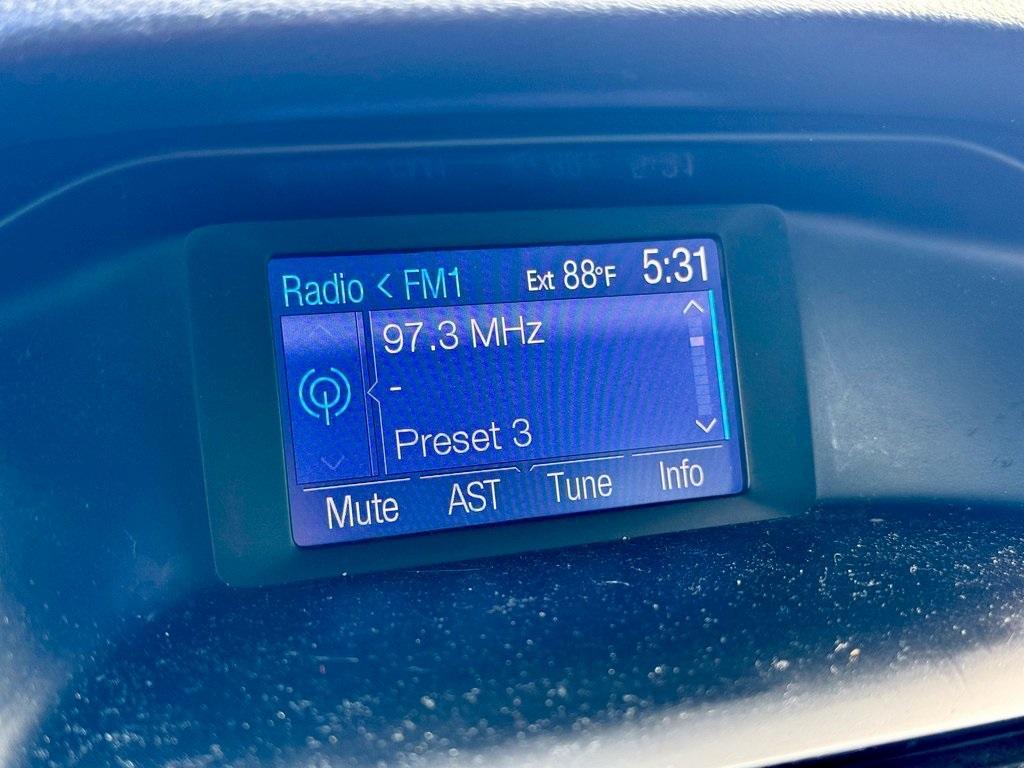 Radio < FM1 Ext 88°F 5:31
97.3 MHz
-
Preset 3
Mute AST Tune Info